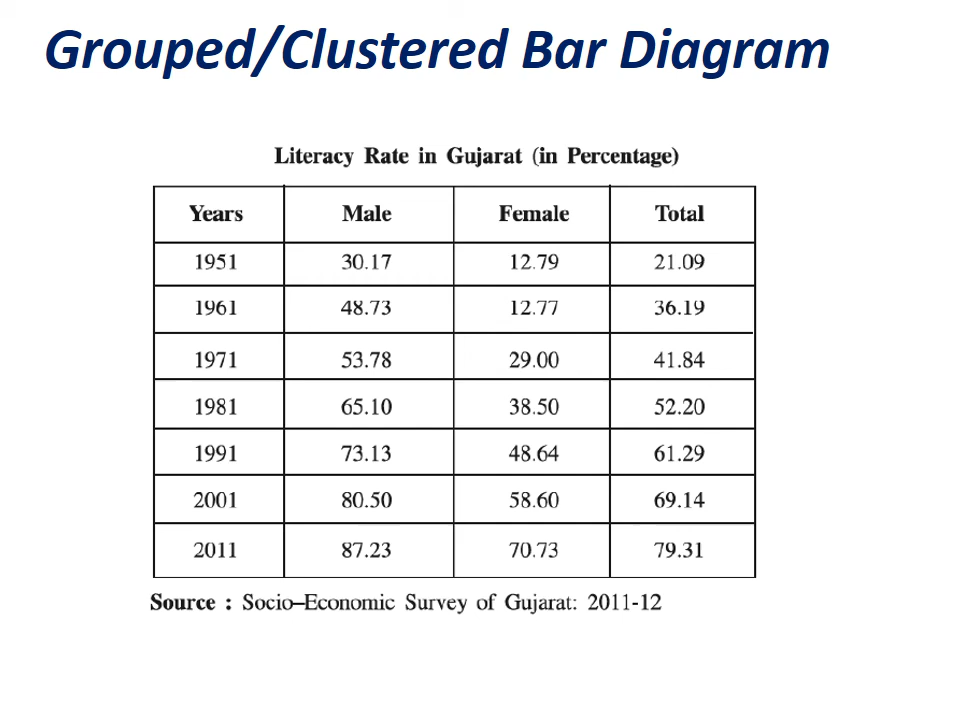 Grouped/Clustered Bar Diagram
Literacy Rate in Gujarat (in Percentage)
Years Male Female Total
1951 30.17 12.79 21.09
1961 48.73 12.77 36.19
1971 53.78 29.00 41.84
1981 65.10 38.50 52.20
1991 73.13 48.64 61.29
2001 80.50 58.60 69.14
2011 87.23 70.73 79.31
Source : Socio–Economic Survey of Gujarat: 2011-12